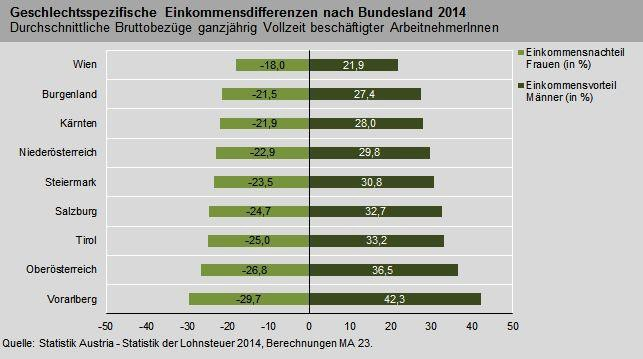 Geschlechtsspezifische Einkommensdifferenzen nach Bundesland 2014
Durchschnittliche Bruttobezüge ganzjährig Vollzeit beschäftigter ArbeitnehmerInnen
Einkommensnachteil
Frauen (in %)
Einkommensvorteil
Männer (in %)
Wien -18,0 21,9
Burgenland -21,5 27,4
Kärnten -21,9 28,0
Niederösterreich -22,9 29,8
Steiermark -23,5 30,8
Salzburg -24,7 32,7
Tirol -25,0 33,2
Oberösterreich -26,8 36,5
Vorarlberg -29,7 42,3
-50 -40 -30 -20 -10 0 10 20 30 40 50
Quelle: Statistik Austria - Statistik der Lohnsteuer 2014, Berechnungen MA 23.